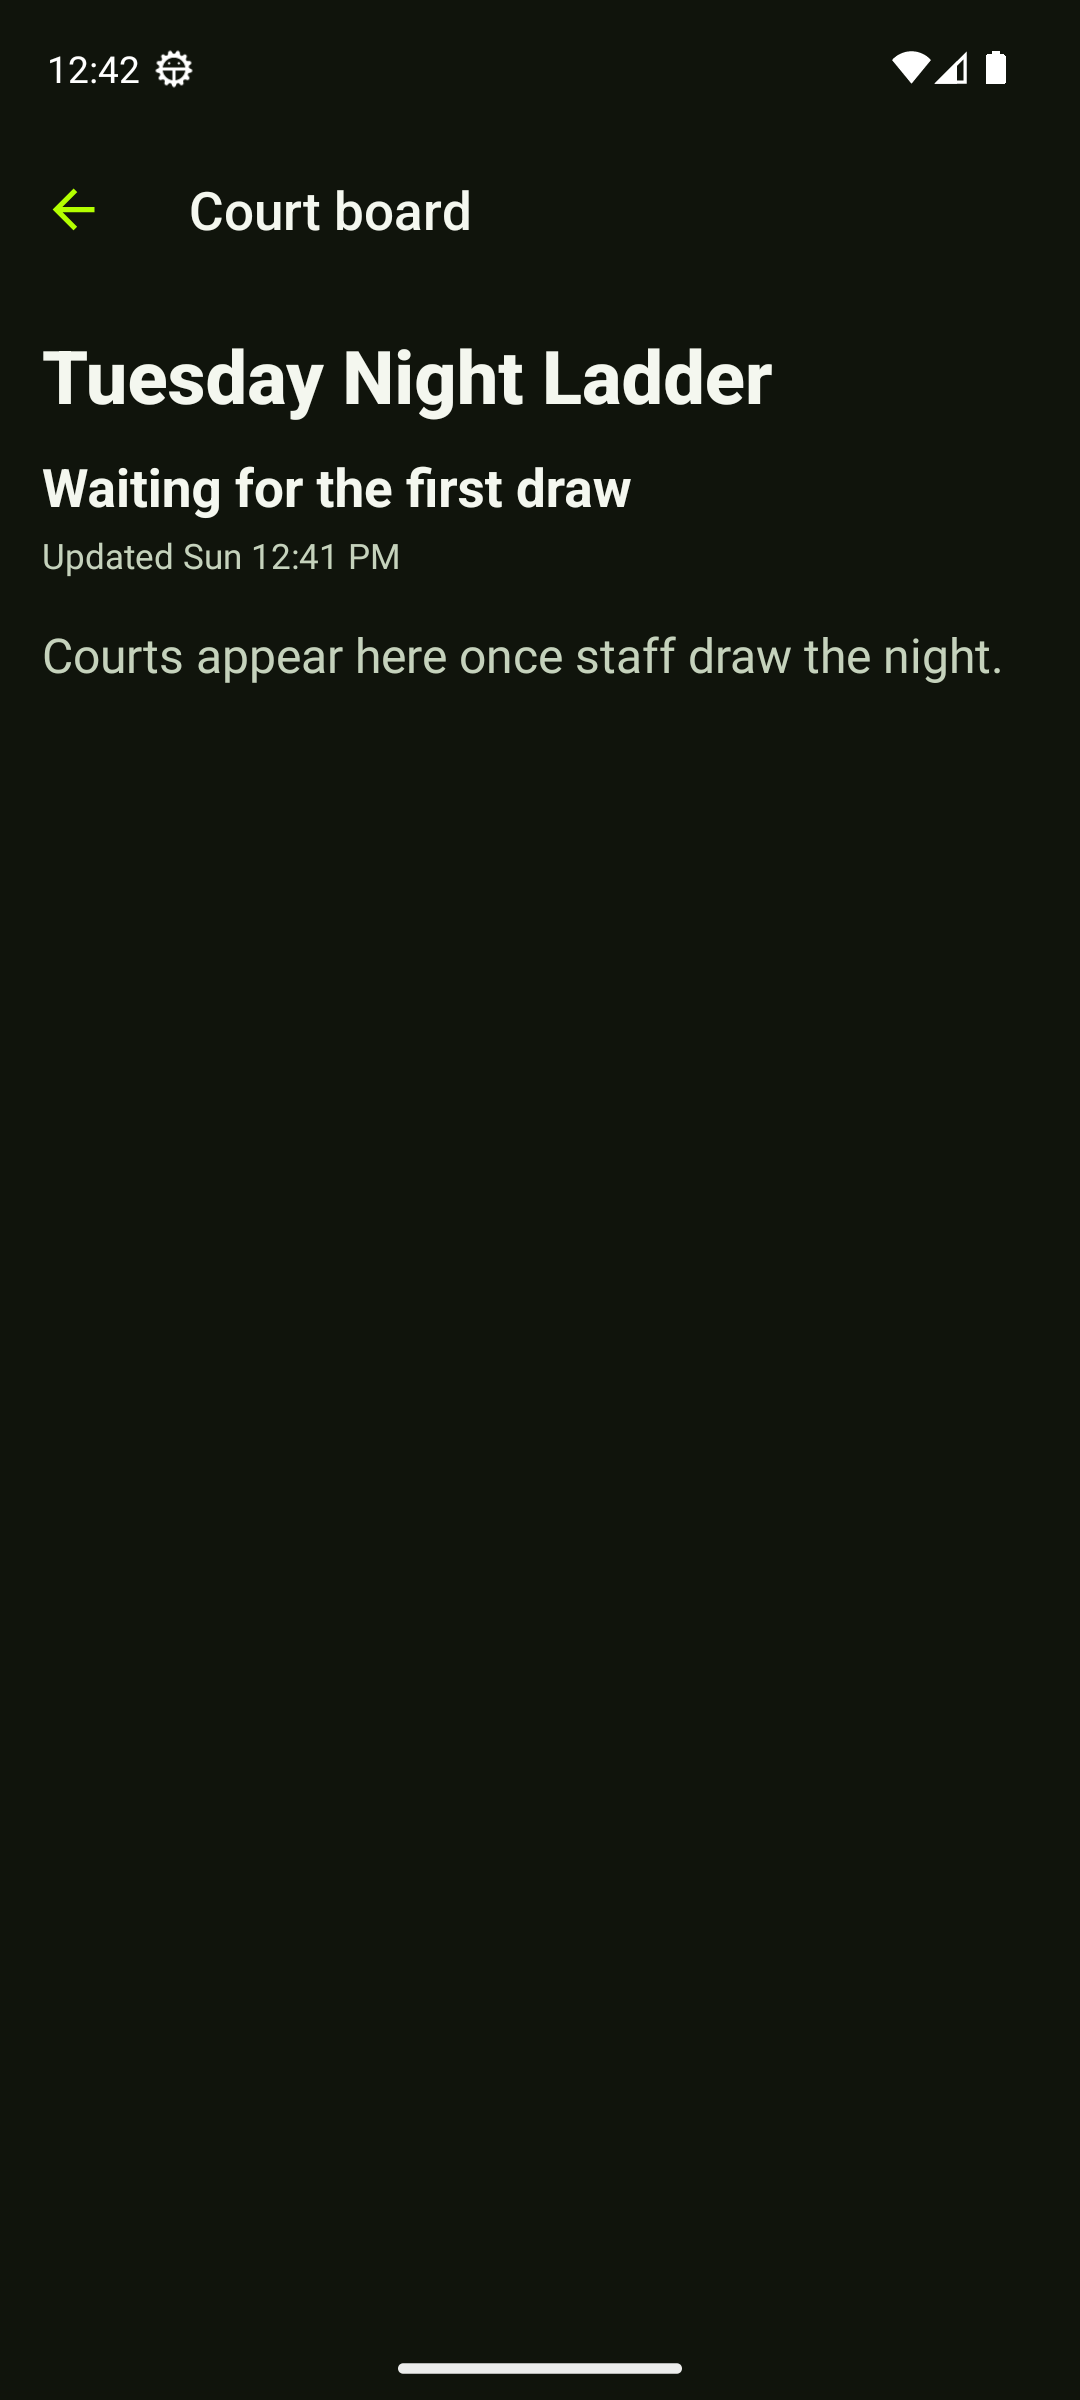 12:42
Court board
Tuesday Night Ladder
Waiting for the first draw
Updated Sun 12:41 PM
Courts appear here once staff draw the night.